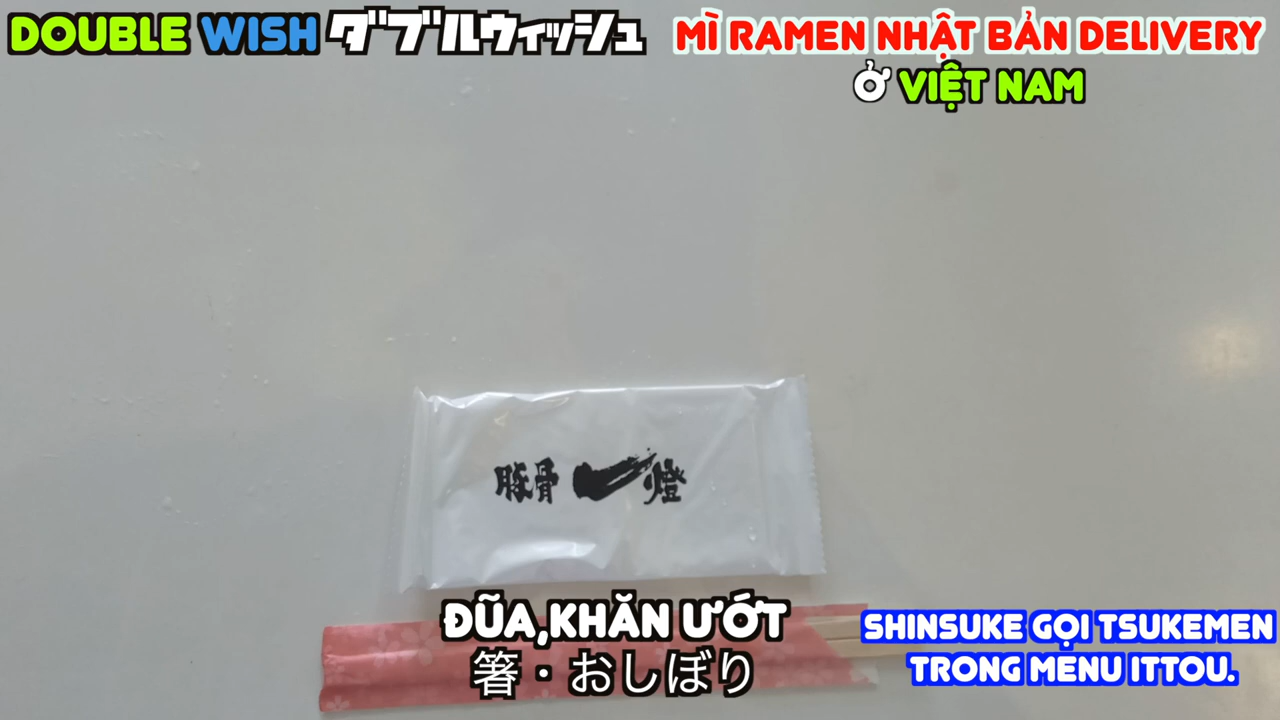 DOUBLE WISH ダブルウィッシュ
MÌ RAMEN NHẬT BẢN DELIVERY
Ở VIỆT NAM
豚骨一燈
ĐŨA,KHĂN ƯỚT
箸・おしぼり
SHINSUKE GỌI TSUKEMEN
TRONG MENU ITTOU.